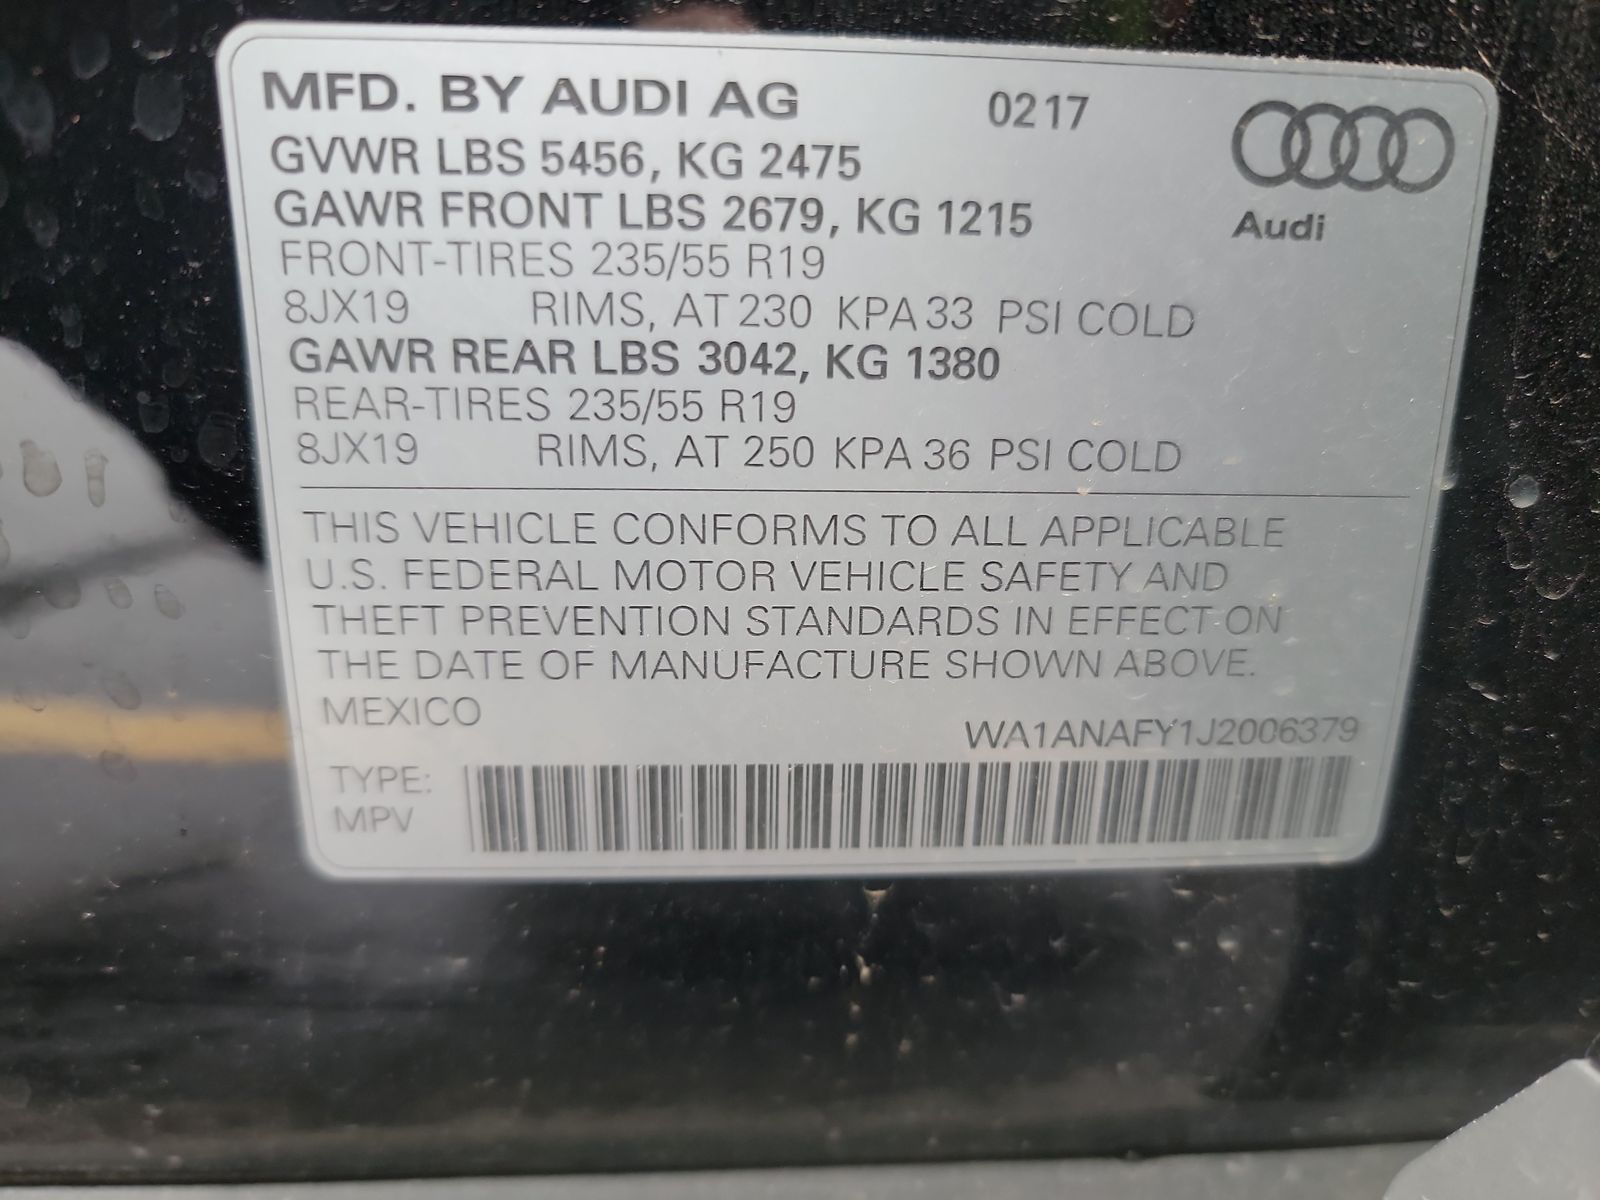 MFD. BY AUDI AG 0217
GVWR LBS 5456, KG 2475
GAWR FRONT LBS 2679, KG 1215
Audi
FRONT-TIRES 235/55 R19
8JX19 RIMS, AT 230 KPA 33 PSI COLD
GAWR REAR LBS 3042, KG 1380
REAR-TIRES 235/55 R19
8JX19 RIMS, AT 250 KPA 36 PSI COLD
THIS VEHICLE CONFORMS TO ALL APPLICABLE
U.S. FEDERAL MOTOR VEHICLE SAFETY AND
THEFT PREVENTION STANDARDS IN EFFECT ON
THE DATE OF MANUFACTURE SHOWN ABOVE.
MEXICO
WA1ANAFY1J2006379
TYPE:
MPV